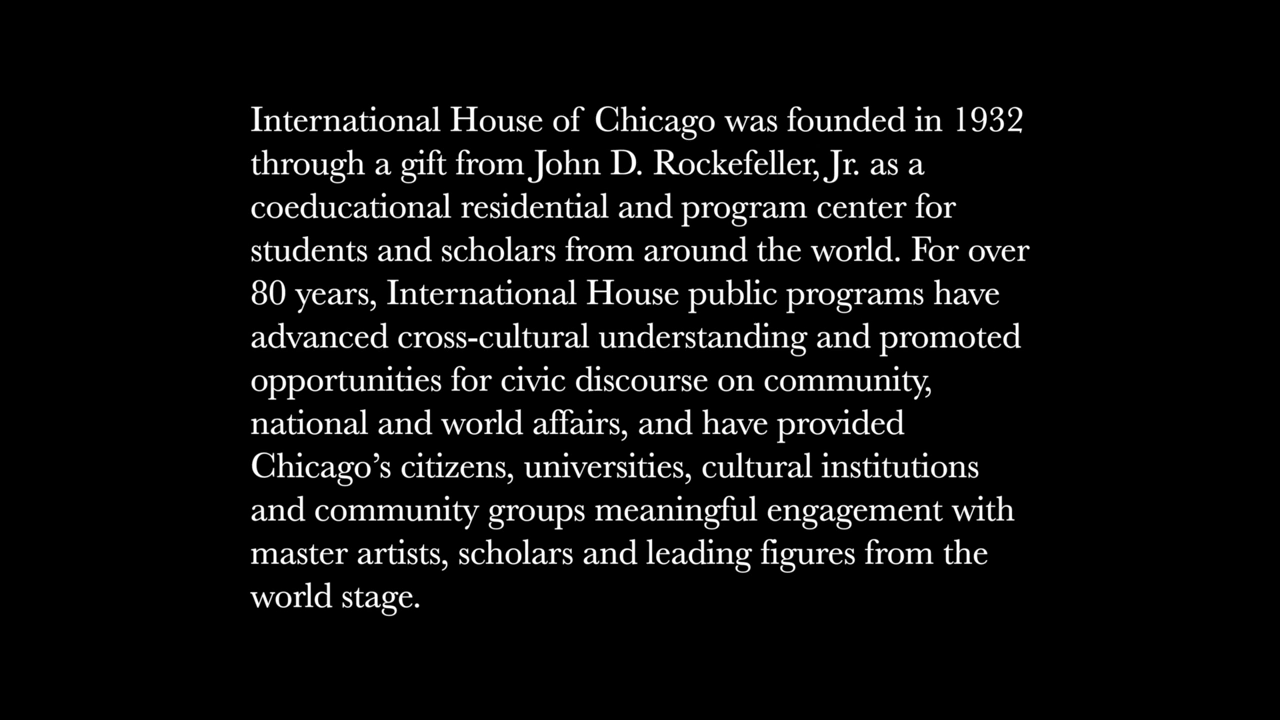 International House of Chicago was founded in 1932
through a gift from John D. Rockefeller, Jr. as a
coeducational residential and program center for
students and scholars from around the world. For over
80 years, International House public programs have
advanced cross-cultural understanding and promoted
opportunities for civic discourse on community,
national and world affairs, and have provided
Chicago’s citizens, universities, cultural institutions
and community groups meaningful engagement with
master artists, scholars and leading figures from the
world stage.